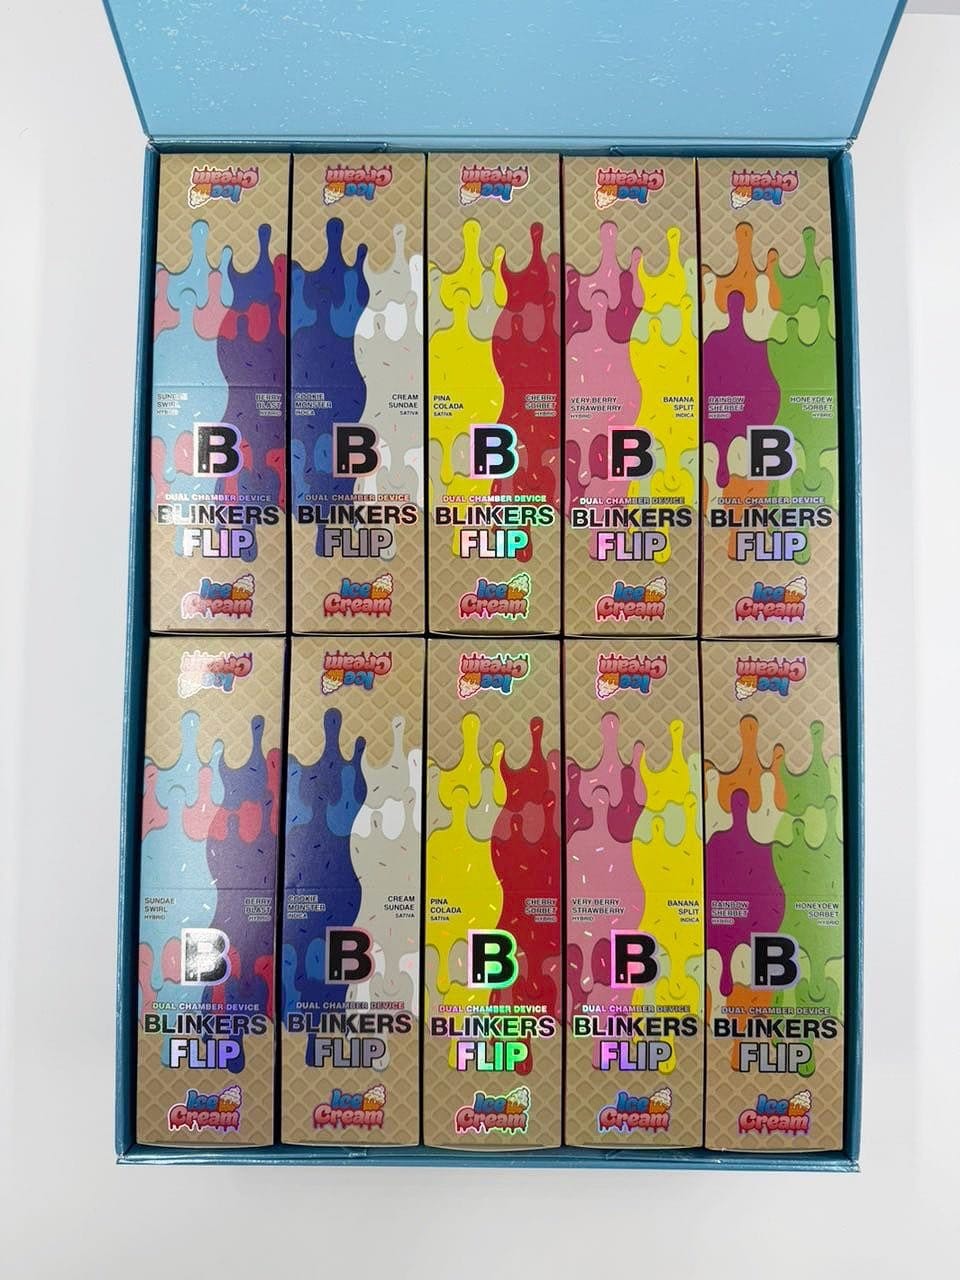 Ice
Cream
SUNDAE
SWIRL
HYBRID
BERRY
BLAST
HYBRID
B
DUAL CHAMBER DEVICE
BLINKERS
FLIP
Ice
Cream
Ice
Cream
COOKIE
MONSTER
INDICA
CREAM
SUNDAE
SATIVA
B
DUAL CHAMBER DEVICE
BLINKERS
FLIP
Ice
Cream
Ice
Cream
PINA
COLADA
SATIVA
CHERRY
SORBET
HYBRID
B
DUAL CHAMBER DEVICE
BLINKERS
FLIP
Ice
Cream
Ice
Cream
VERY BERRY
STRAWBERRY
HYBRID
BANANA
SPLIT
INDICA
B
DUAL CHAMBER DEVICE
BLINKERS
FLIP
Ice
Cream
Ice
Cream
RAINBOW
SHERBET
HYBRID
HONEYDEW
SORBET
HYBRID
B
DUAL CHAMBER DEVICE
BLINKERS
FLIP
Ice
Cream
Ice
Cream
SUNDAE
SWIRL
HYBRID
BERRY
BLAST
HYBRID
B
DUAL CHAMBER DEVICE
BLINKERS
FLIP
Ice
Cream
Ice
Cream
COOKIE
MONSTER
INDICA
CREAM
SUNDAE
SATIVA
B
DUAL CHAMBER DEVICE
BLINKERS
FLIP
Ice
Cream
Ice
Cream
PINA
COLADA
SATIVA
CHERRY
SORBET
HYBRID
B
DUAL CHAMBER DEVICE
BLINKERS
FLIP
Ice
Cream
Ice
Cream
VERY BERRY
STRAWBERRY
HYBRID
BANANA
SPLIT
INDICA
B
DUAL CHAMBER DEVICE
BLINKERS
FLIP
Ice
Cream
Ice
Cream
RAINBOW
SHERBET
HYBRID
HONEYDEW
SORBET
HYBRID
B
DUAL CHAMBER DEVICE
BLINKERS
FLIP
Ice
Cream